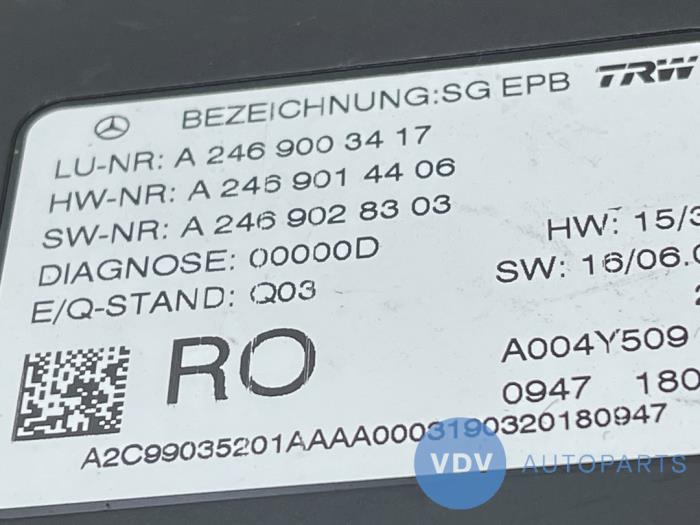 BEZEICHNUNG:SG EPB TRW
LU-NR: A 246 900 34 17
HW-NR: A 246 901 44 06
SW-NR: A 246 902 83 03
HW: 15/3
DIAGNOSE: 00000D
SW: 16/06.0
E/Q-STAND: Q03
RO
A004Y509
0947 180
A2C99035201AAAA0003190320180947
VDV AUTOPARTS